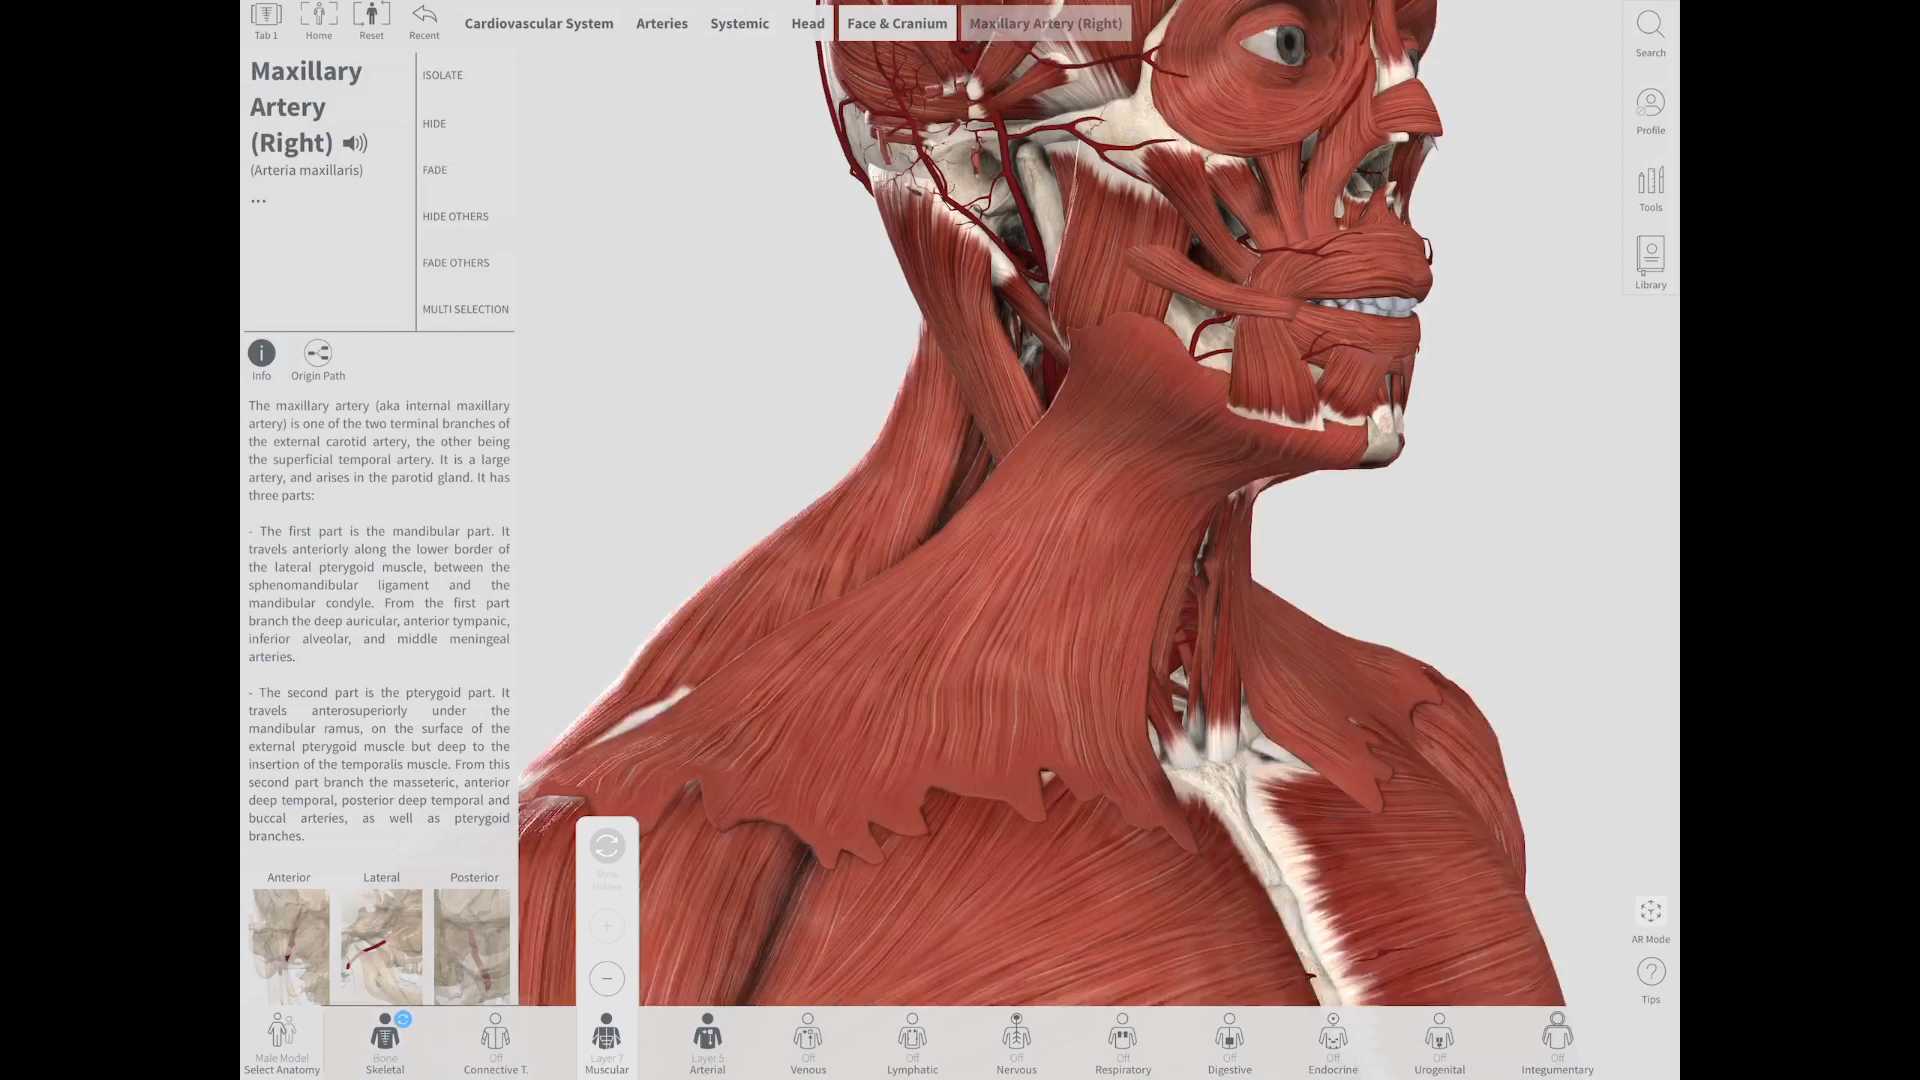 Tab 1
Home
Reset
Recent
Cardiovascular System
Arteries
Systemic
Head
Face & Cranium
Maxillary Artery (Right)
Search
Profile
Tools
Library
Maxillary
Artery
(Right)
(Arteria maxillaris)
...
ISOLATE
HIDE
FADE
HIDE OTHERS
FADE OTHERS
MULTI SELECTION
Info
Origin Path
The maxillary artery (aka internal maxillary
artery) is one of the two terminal branches of
the external carotid artery, the other being
the superficial temporal artery. It is a large
artery, and arises in the parotid gland. It has
three parts:
- The first part is the mandibular part. It
travels anteriorly along the lower border of
the lateral pterygoid muscle, between the
sphenomandibular ligament and the
mandibular condyle. From the first part
branch the deep auricular, anterior tympanic,
inferior alveolar, and middle meningeal
arteries.
- The second part is the pterygoid part. It
travels anterosuperiorly under the
mandibular ramus, on the surface of the
external pterygoid muscle but deep to the
insertion of the temporalis muscle. From this
second part branch the masseteric, anterior
deep temporal, posterior deep temporal and
buccal arteries, as well as pterygoid
branches.
Anterior
Lateral
Posterior
Show
Hidden
AR Mode
Tips
Male Model
Select Anatomy
Bone
Skeletal
Off
Connective T.
Layer 7
Muscular
Layer 5
Arterial
Off
Venous
Off
Lymphatic
Off
Nervous
Off
Respiratory
Off
Digestive
Off
Endocrine
Off
Urogenital
Off
Integumentary